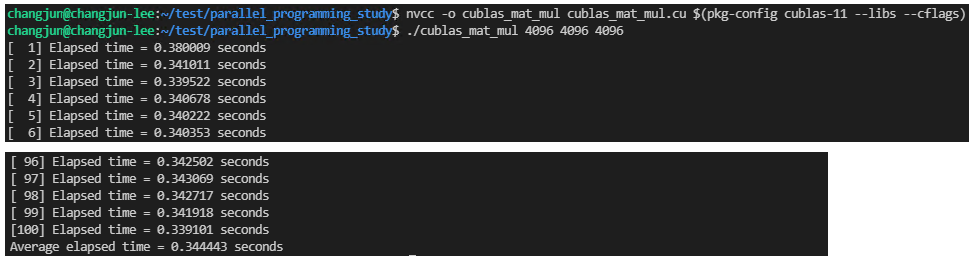 changjun@changjun-lee:~/test/parallel_programming_study$ nvcc -o cublas_mat_mul cublas_mat_mul.cu $(pkg-config cublas-11 --libs --cflags)
changjun@changjun-lee:~/test/parallel_programming_study$ ./cublas_mat_mul 4096 4096 4096
[  1] Elapsed time = 0.380009 seconds
[  2] Elapsed time = 0.341011 seconds
[  3] Elapsed time = 0.339522 seconds
[  4] Elapsed time = 0.340678 seconds
[  5] Elapsed time = 0.340222 seconds
[  6] Elapsed time = 0.340353 seconds
[ 96] Elapsed time = 0.342502 seconds
[ 97] Elapsed time = 0.343069 seconds
[ 98] Elapsed time = 0.342717 seconds
[ 99] Elapsed time = 0.341918 seconds
[100] Elapsed time = 0.339101 seconds
Average elapsed time = 0.344443 seconds